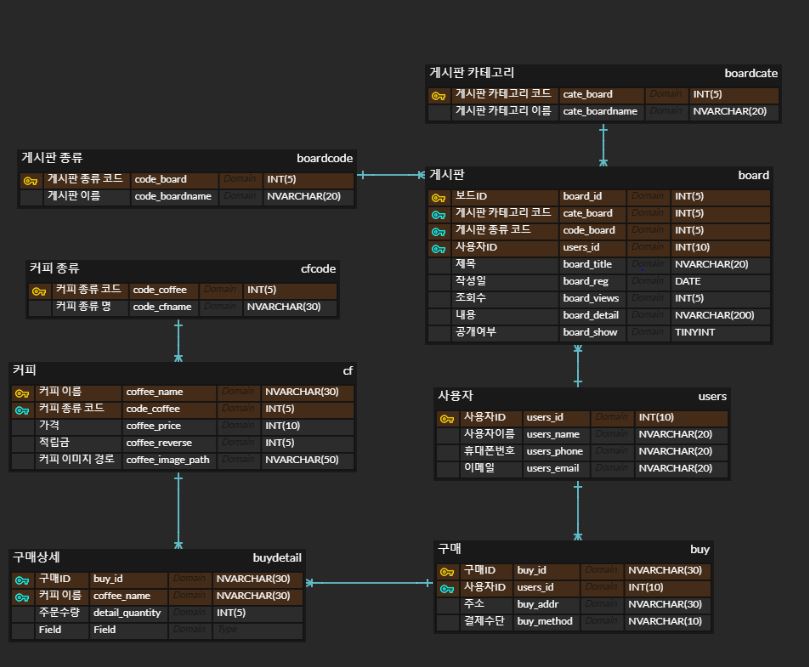 게시판 카테고리 boardcate
게시판 카테고리 코드 cate_board Domain INT(5)
게시판 카테고리 이름 cate_boardname Domain NVARCHAR(20)
게시판 종류 boardcode
게시판 종류 코드 code_board Domain INT(5)
게시판 이름 code_boardname Domain NVARCHAR(20)
게시판 board
보드ID board_id Domain INT(5)
게시판 카테고리 코드 cate_board Domain INT(5)
게시판 종류 코드 code_board Domain INT(5)
사용자ID users_id Domain INT(10)
제목 board_title Domain NVARCHAR(20)
작성일 board_reg Domain DATE
조회수 board_views Domain INT(5)
내용 board_detail Domain NVARCHAR(200)
공개여부 board_show Domain TINYINT
커피 종류 cfcode
커피 종류 코드 code_coffee Domain INT(5)
커피 종류 명 code_cfname Domain NVARCHAR(30)
커피 cf
커피 이름 coffee_name Domain NVARCHAR(30)
커피 종류 코드 code_coffee Domain INT(5)
가격 coffee_price Domain INT(10)
적립금 coffee_reverse Domain INT(5)
커피 이미지 경로 coffee_image_path Domain NVARCHAR(50)
사용자 users
사용자ID users_id Domain INT(10)
사용자이름 users_name Domain NVARCHAR(20)
휴대폰번호 users_phone Domain NVARCHAR(20)
이메일 users_email Domain NVARCHAR(20)
구매상세 buydetail
구매ID buy_id Domain NVARCHAR(30)
커피 이름 coffee_name Domain NVARCHAR(30)
주문수량 detail_quantity Domain INT(5)
Field Field Domain Type
구매 buy
구매ID buy_id Domain NVARCHAR(30)
사용자ID users_id Domain INT(10)
주소 buy_addr Domain NVARCHAR(30)
결제수단 buy_method Domain NVARCHAR(10)